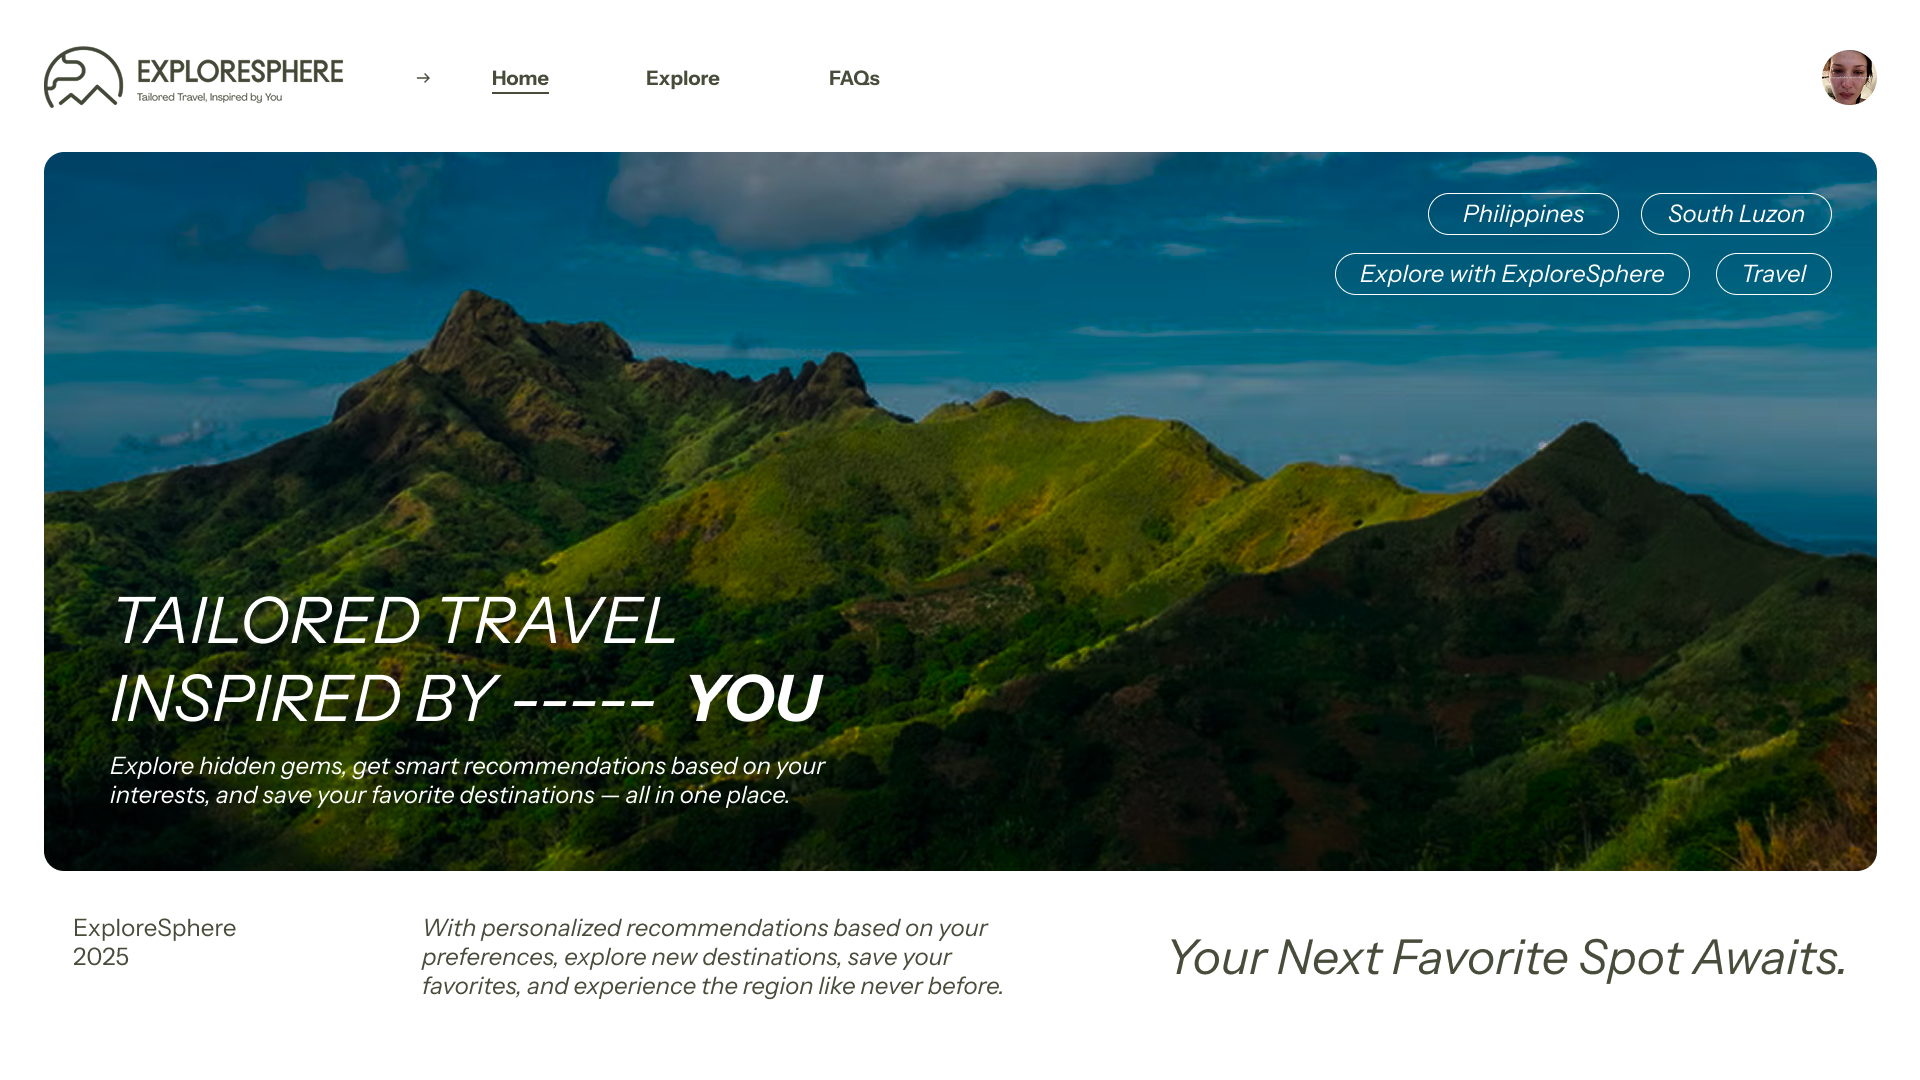 EXPLORESPHERE
Tailored Travel, Inspired by You
→
Home
Explore
FAQs
Philippines
South Luzon
Explore with ExploreSphere
Travel
TAILORED TRAVEL
INSPIRED BY ----- YOU
Explore hidden gems, get smart recommendations based on your
interests, and save your favorite destinations — all in one place.
ExploreSphere
2025
With personalized recommendations based on your
preferences, explore new destinations, save your
favorites, and experience the region like never before.
Your Next Favorite Spot Awaits.